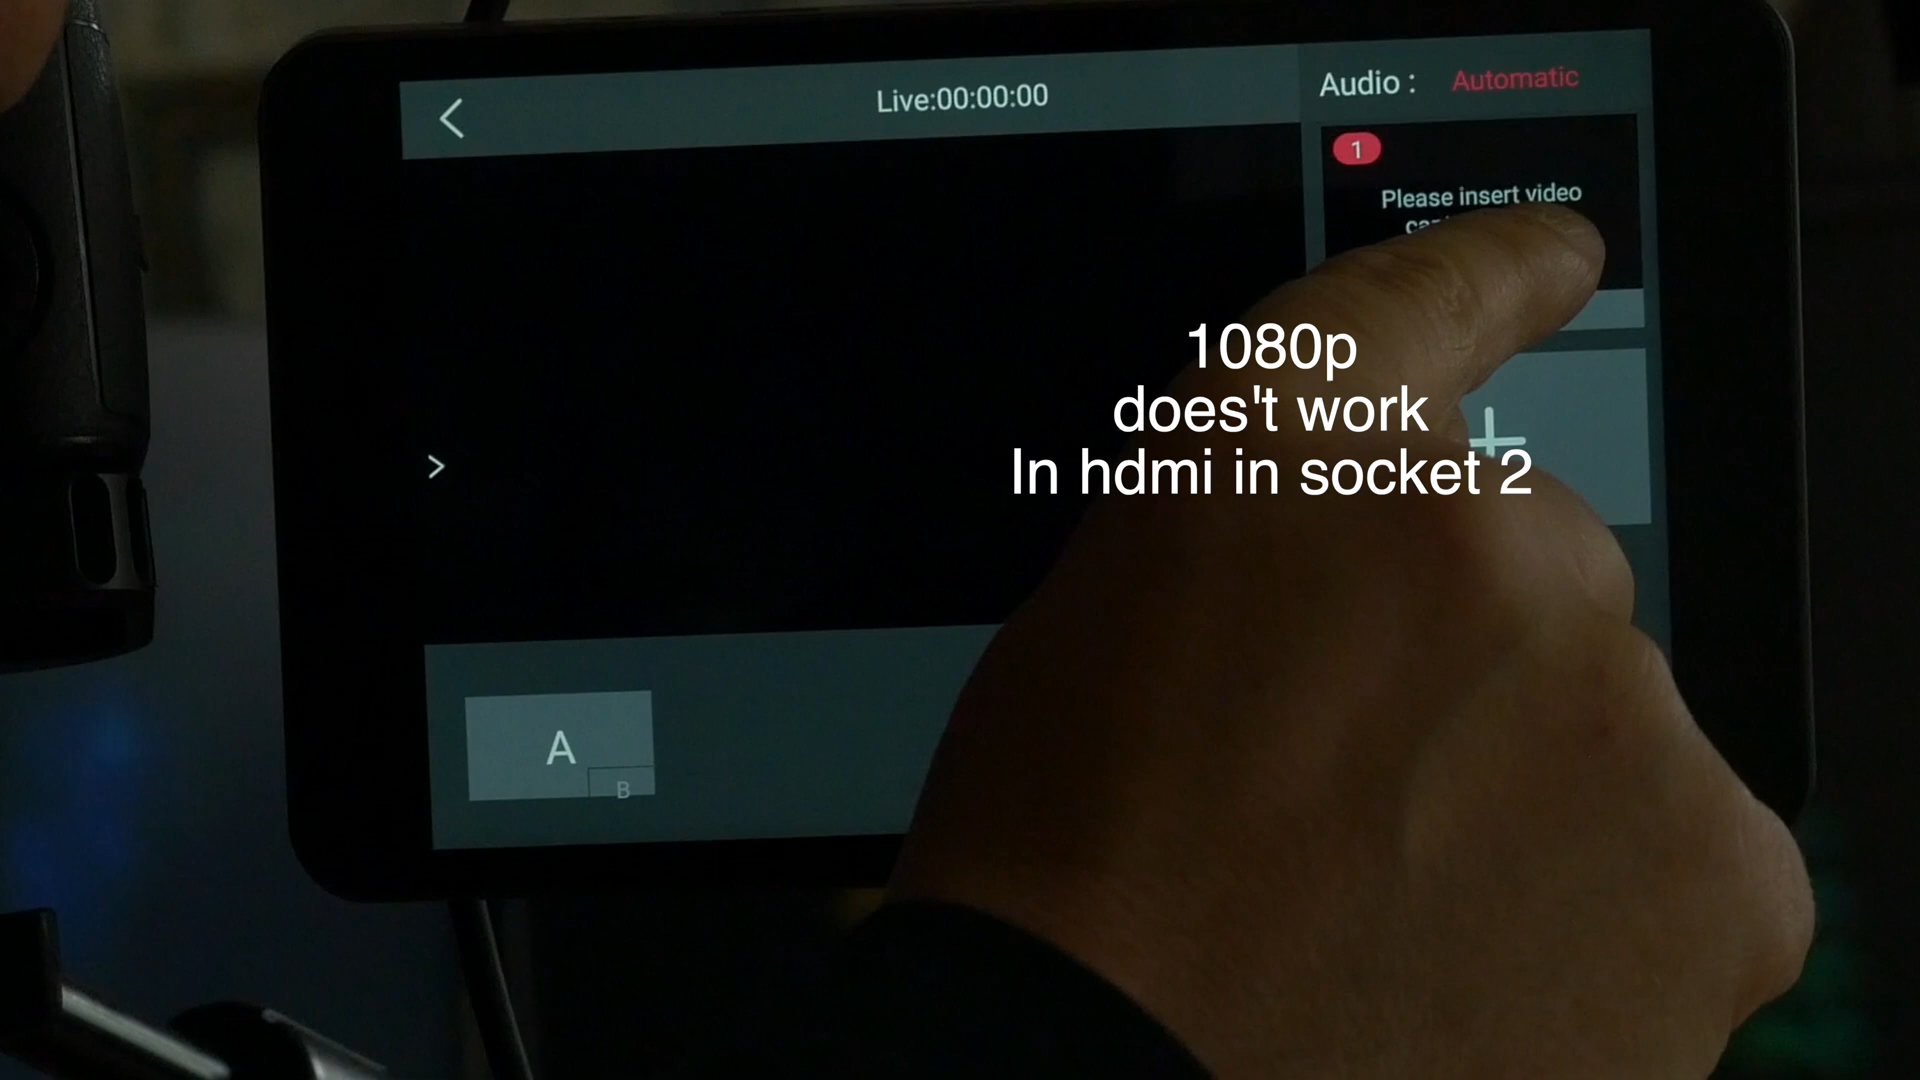 Live:00:00:00
Audio : Automatic
1
Please insert video
1080p
does't work
In hdmi in socket 2
A
B